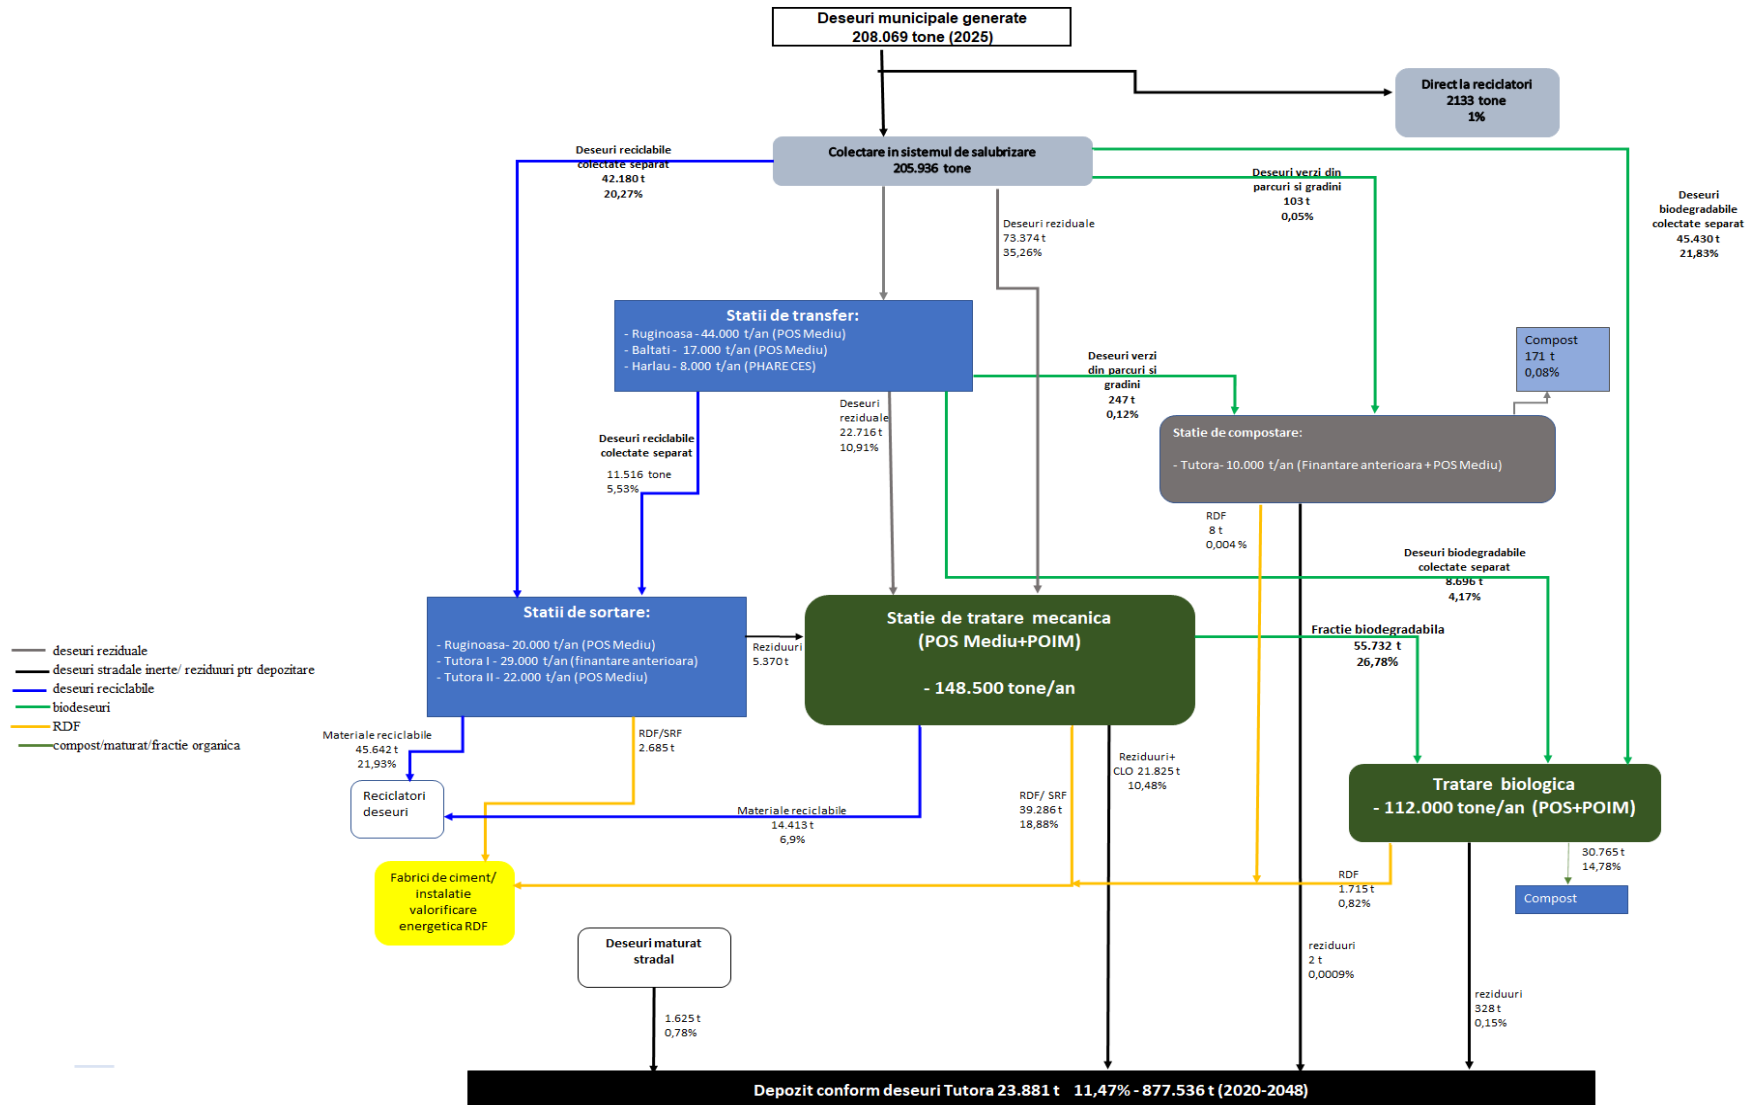 Deseuri municipale generate
208.069 tone (2025)
Direct la reciclatori
2133 tone
1%
Colectare in sistemul de salubrizare
205.936 tone
Deseuri reciclabile
colectate separat
42.180 t
20,27%
Deseuri verzi din
parcuri si gradini
103 t
0,05%
Deseuri
biodegradabile
colectate separat
45.430 t
21,83%
Deseuri reziduale
73.374 t
35,26%
Statii de transfer:
- Ruginoasa - 44.000 t/an (POS Mediu)
- Baltati - 17.000 t/an (POS Mediu)
- Harlau - 8.000 t/an (PHARE CES)
Compost
171 t
0,08%
Deseuri verzi
din parcuri si
gradini
247 t
0,12%
Deseuri
reziduale
22.716 t
10,91%
Deseuri reciclabile
colectate separat
11.516 tone
5,53%
Statie de compostare:
- Tutora- 10.000 t/an (Finantare anterioara + POS Mediu)
RDF
8 t
0,004 %
Deseuri biodegradabile
colectate separat
8.696 t
4,17%
Statii de sortare:
- Ruginoasa- 20.000 t/an (POS Mediu)
- Tutora I - 29.000 t/an (finantare anterioara)
- Tutora II - 22.000 t/an (POS Mediu)
Reziduuri
5.370 t
Statie de tratare mecanica
(POS Mediu+POIM)
- 148.500 tone/an
Fractie biodegradabila
55.732 t
26,78%
deseuri reziduale
deseuri stradale inerte/ reziduuri ptr depozitare
deseuri reciclabile
biodeseuri
RDF
compost/maturat/fractie organica
Materiale reciclabile
45.642 t
21,93%
RDF/SRF
2.685 t
Reziduuri+
CLO 21.825 t
10,48%
Tratare biologica
- 112.000 tone/an (POS+POIM)
Reciclatori
deseuri
Materiale reciclabile
14.413 t
6,9%
RDF/ SRF
39.286 t
18,88%
30.765 t
14,78%
Fabrici de ciment/
instalatie
valorificare
energetica RDF
RDF
1.715 t
0,82%
Compost
Deseuri maturat
stradal
reziduuri
2 t
0,0009%
reziduuri
328 t
0,15%
1.625 t
0,78%
Depozit conform deseuri Tutora 23.881 t 11,47% - 877.536 t (2020-2048)